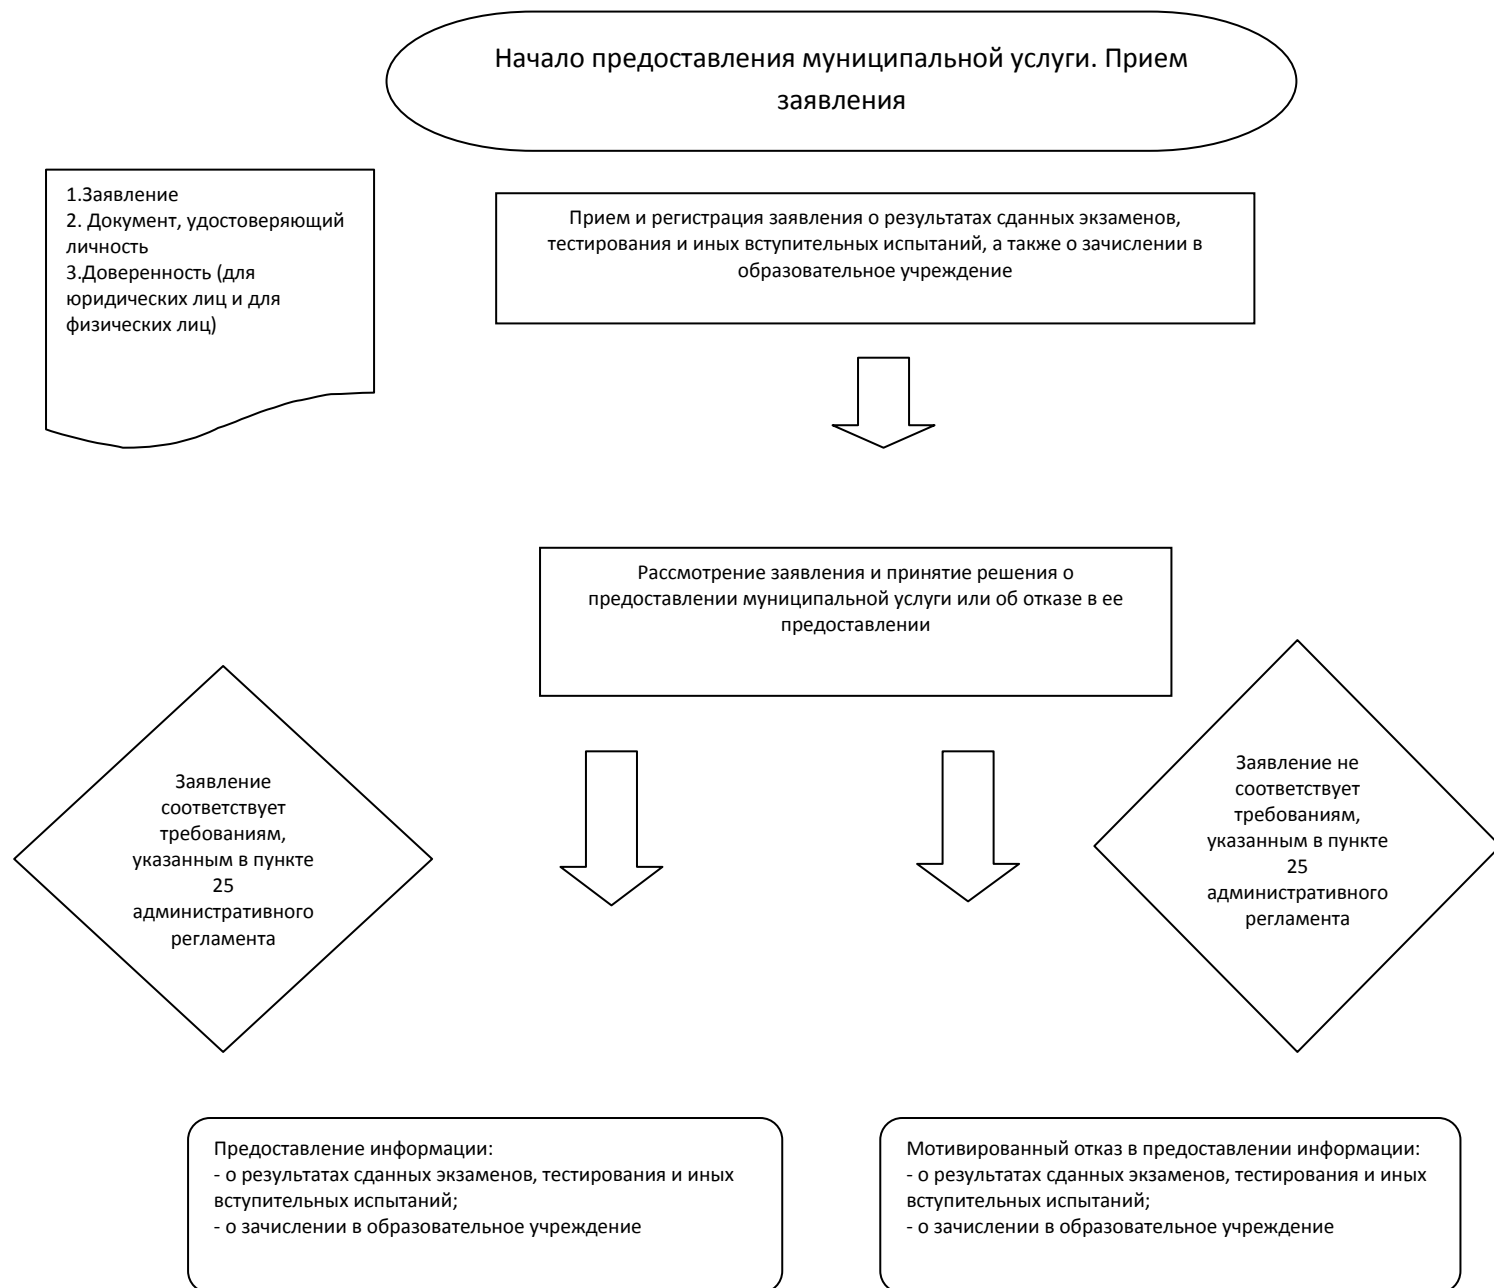 Начало предоставления муниципальной услуги. Прием
заявления
1.Заявление
2. Документ, удостоверяющий
личность
3.Доверенность (для
юридических лиц и для
физических лиц)
Прием и регистрация заявления о результатах сданных экзаменов,
тестирования и иных вступительных испытаний, а также о зачислении в
образовательное учреждение
Рассмотрение заявления и принятие решения о
предоставлении муниципальной услуги или об отказе в ее
предоставлении
Заявление
соответствует
требованиям,
указанным в пункте
25
административного
регламента
Заявление не
соответствует
требованиям,
указанным в пункте
25
административного
регламента
Предоставление информации:
- о результатах сданных экзаменов, тестирования и иных
вступительных испытаний;
- о зачислении в образовательное учреждение
Мотивированный отказ в предоставлении информации:
- о результатах сданных экзаменов, тестирования и иных
вступительных испытаний;
- о зачислении в образовательное учреждение